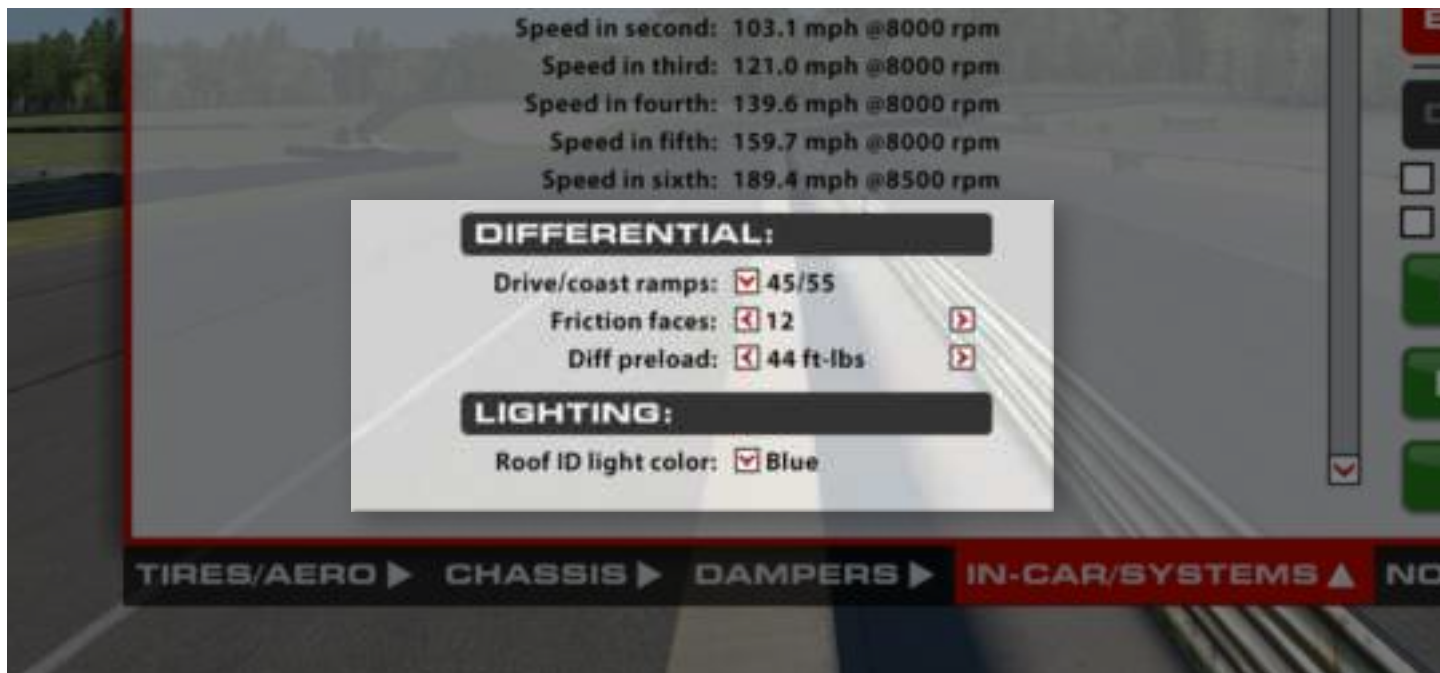 Speed in second: 103.1 mph @8000 rpm
Speed in third: 121.0 mph @8000 rpm
Speed in fourth: 139.6 mph @8000 rpm
Speed in fifth: 159.7 mph @8000 rpm
Speed in sixth: 189.4 mph @8500 rpm
DIFFERENTIAL:
Drive/coast ramps: 45/55
Friction faces: 12
Diff preload: 44 ft-lbs
LIGHTING:
Roof ID light color: Blue
TIRES/AERO CHASSIS DAMPERS IN-CAR/SYSTEMS